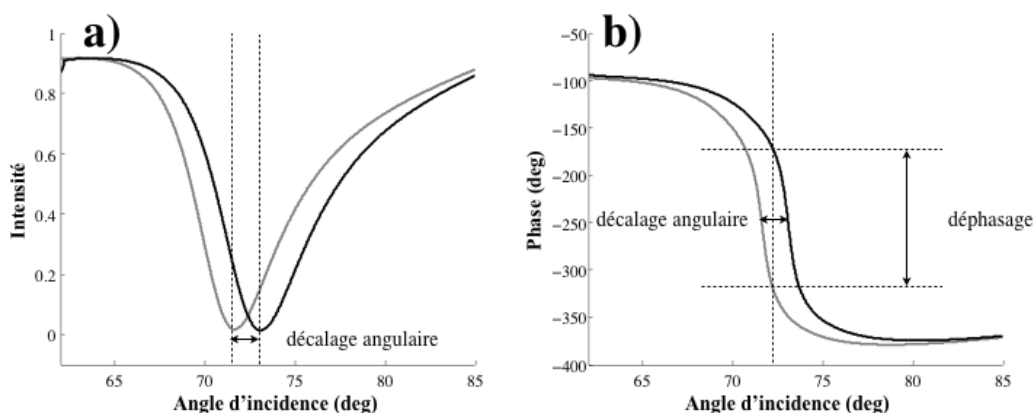 a)
1
0.8
0.6
0.4
0.2
0
Intensité
décalage angulaire
65
70
75
80
85
Angle d'incidence (deg)
b)
−50
−100
−150
−200
−250
−300
−350
−400
Phase (deg)
décalage angulaire
déphasage
65
70
75
80
85
Angle d'incidence (deg)